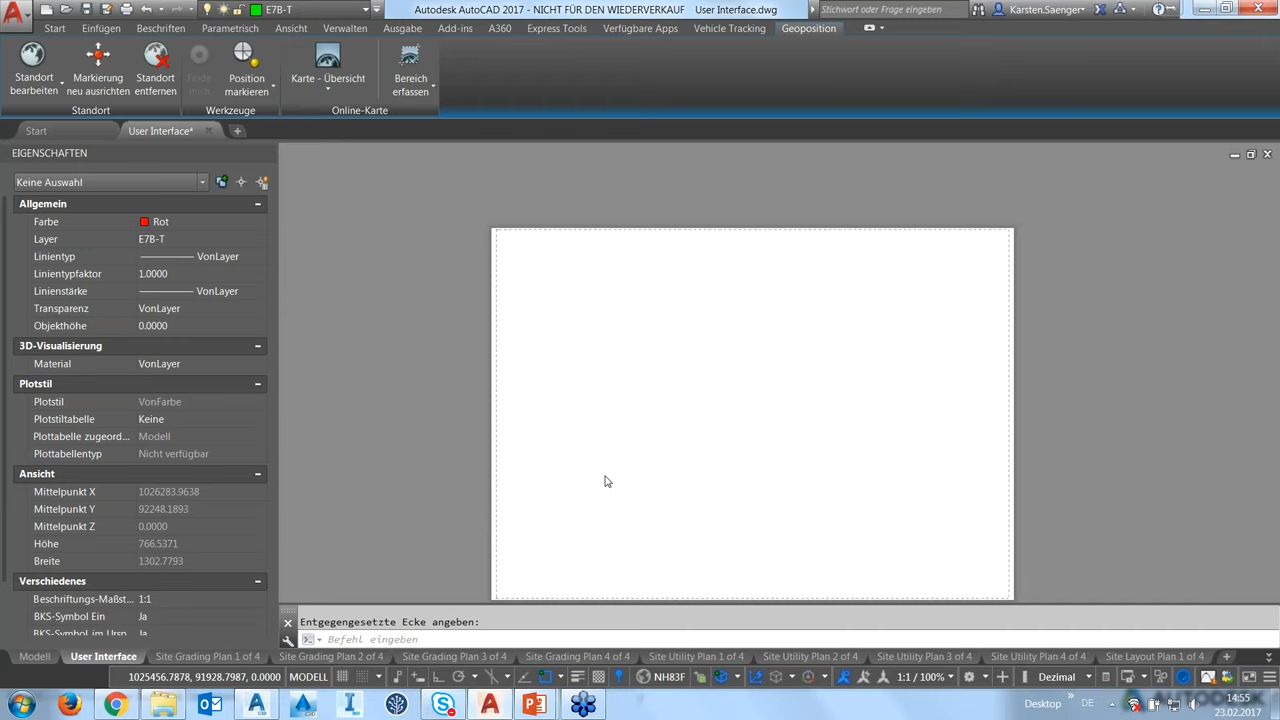 Autodesk AutoCAD 2017 - NICHT FÜR DEN WIEDERVERKAUF User Interface.dwg
E7B-T
Stichwort oder Frage eingeben
Karsten.Saenger
Start Einfügen Beschriften Parametrisch Ansicht Verwalten Ausgabe Add-ins A360 Express Tools Verfügbare Apps Vehicle Tracking Geoposition
Standort bearbeiten
Markierung neu ausrichten
Standort entfernen
Finde mich
Position markieren
Karte - Übersicht
Bereich erfassen
Standort Werkzeuge Online-Karte
Start User Interface*
EIGENSCHAFTEN
Keine Auswahl
Allgemein
Farbe Rot
Layer E7B-T
Linientyp VonLayer
Linientypfaktor 1.0000
Linienstärke VonLayer
Transparenz VonLayer
Objekthöhe 0.0000
3D-Visualisierung
Material VonLayer
Plotstil
Plotstil VonFarbe
Plotstiltabelle Keine
Plottabelle zugeord... Modell
Plottabellentyp Nicht verfügbar
Ansicht
Mittelpunkt X 1026283.9638
Mittelpunkt Y 92248.1893
Mittelpunkt Z 0.0000
Höhe 766.5371
Breite 1302.7793
Verschiedenes
Beschriftungs-Maßst... 1:1
BKS-Symbol Ein Ja
BKS-Symbol im Urspr... Ja
Entgegengesetzte Ecke angeben:
Befehl eingeben
Modell User Interface Site Grading Plan 1 of 4 Site Grading Plan 2 of 4 Site Grading Plan 3 of 4 Site Grading Plan 4 of 4 Site Utility Plan 1 of 4 Site Utility Plan 2 of 4 Site Utility Plan 3 of 4 Site Utility Plan 4 of 4 Site Layout Plan 1 of 4
1025456.7878, 91928.7987, 0.0000 MODELL NH83F 1:1 / 100% Dezimal
Desktop DE 14:55
23.02.2017
AUTODESK